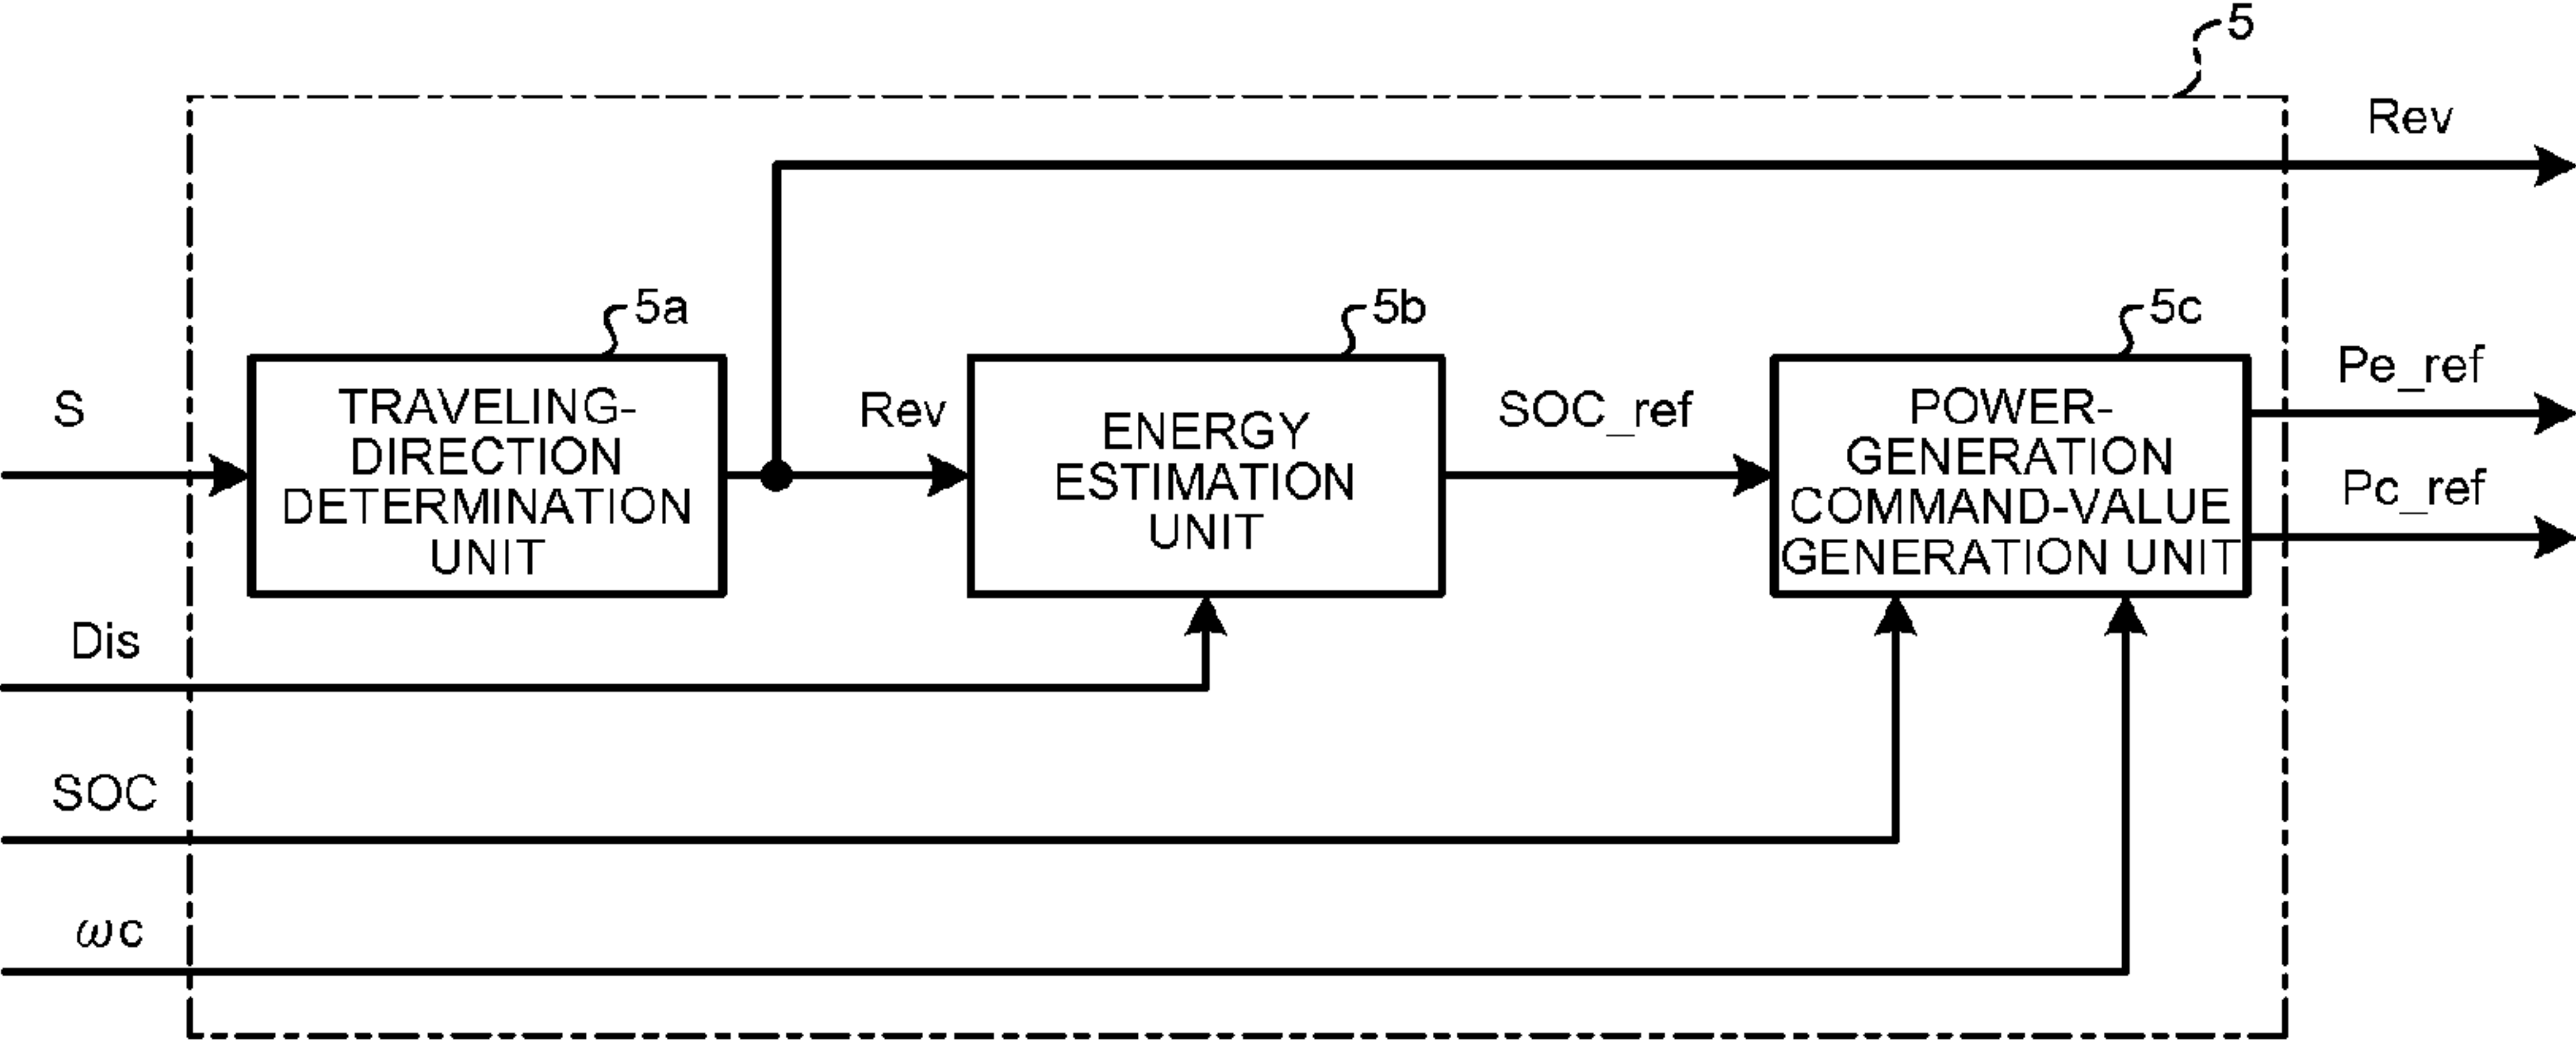 5
Rev
5a
5b
5c
S
TRAVELING-
DIRECTION
DETERMINATION
UNIT
Rev
ENERGY
ESTIMATION
UNIT
SOC_ref
POWER-
GENERATION
COMMAND-VALUE
GENERATION UNIT
Pe_ref
Pc_ref
Dis
SOC
ωc